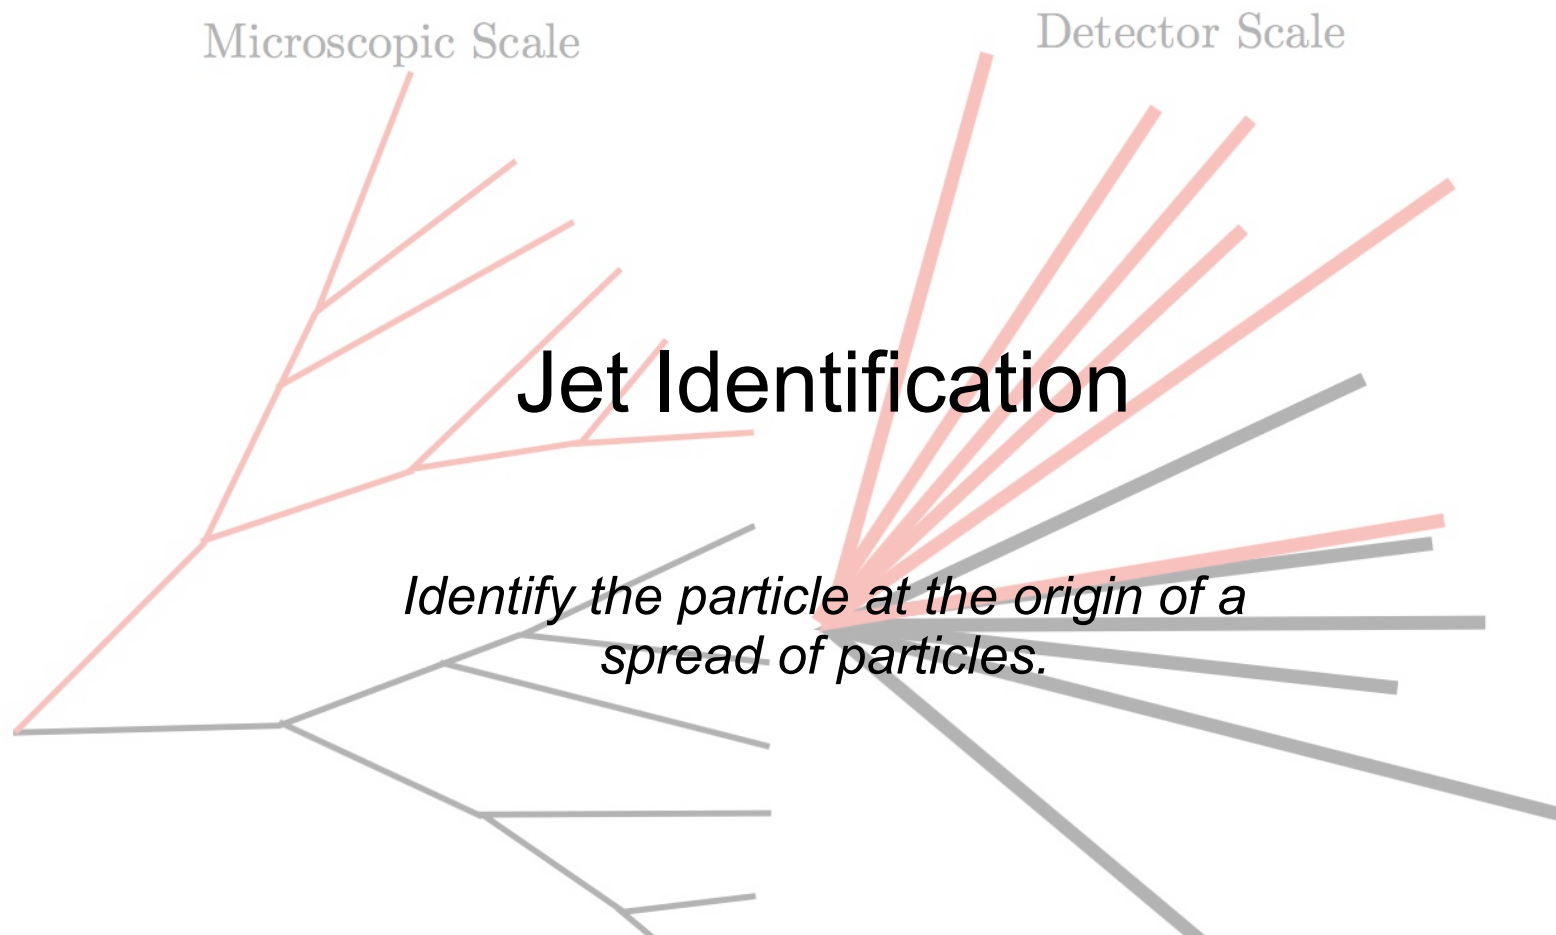 Microscopic Scale
Detector Scale
Jet Identification
Identify the particle at the origin of a
spread of particles.